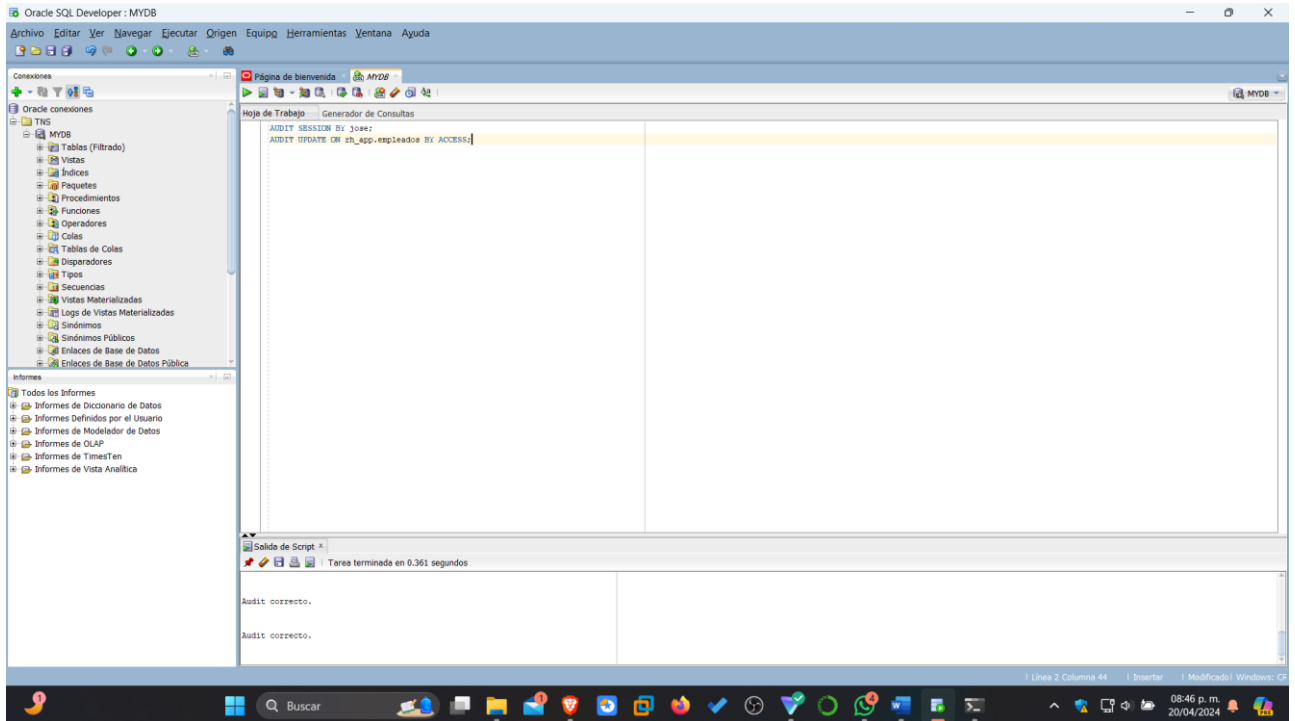 Oracle SQL Developer : MYDB
Archivo Editar Ver Navegar Ejecutar Origen Equipo Herramientas Ventana Ayuda
Conexiones
Oracle conexiones
TNS
MYDB
Tablas (Filtrado)
Vistas
Índices
Paquetes
Procedimientos
Funciones
Operadores
Colas
Tablas de Colas
Disparadores
Tipos
Secuencias
Vistas Materializadas
Logs de Vistas Materializadas
Sinónimos
Sinónimos Públicos
Enlaces de Base de Datos
Enlaces de Base de Datos Pública
Informes
Todos los Informes
Informes de Diccionario de Datos
Informes Definidos por el Usuario
Informes de Modelador de Datos
Informes de OLAP
Informes de TimesTen
Informes de Vista Analítica
Página de bienvenida MYDB
MYDB
Hoja de Trabajo Generador de Consultas
AUDIT SESSION BY jose;
AUDIT UPDATE ON rh_app.empleados BY ACCESS;
Salida de Script
Tarea terminada en 0.361 segundos
Audit correcto.
Audit correcto.
Línea 2 Columna 44 Insertar Modificado Windows: CR
1
Buscar
1
4
08:46 p. m.
20/04/2024